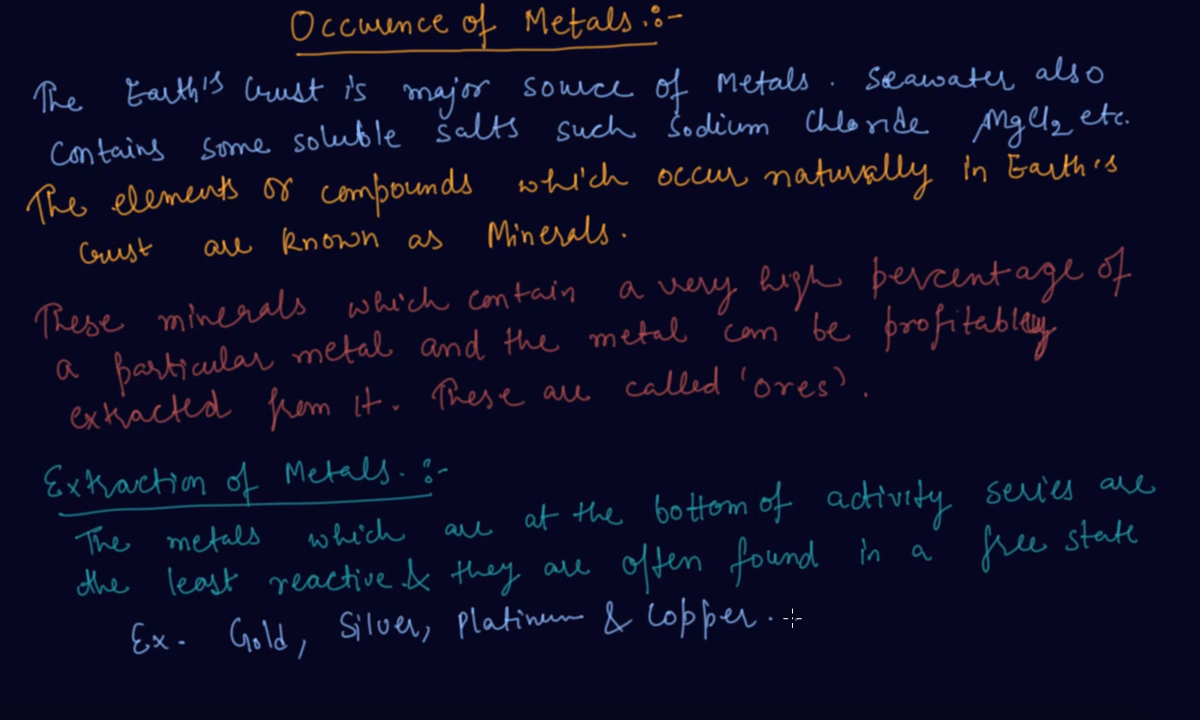 Occurence of Metals.:-
The Earth's Crust is major source of Metals. Seawater also
contains some soluble salts such Sodium Chloride MgCl2 etc.
The elements or compounds which occur naturally in Earth's
Crust are known as Minerals.
These minerals which contain a very high percentage of
a particular metal and the metal can be profitably
extracted from it. These are called 'ores'.
Extraction of Metals.:-
The metals which are at the bottom of activity series are
the least reactive & they are often found in a free state
Ex. Gold, Silver, Platinum & Copper.